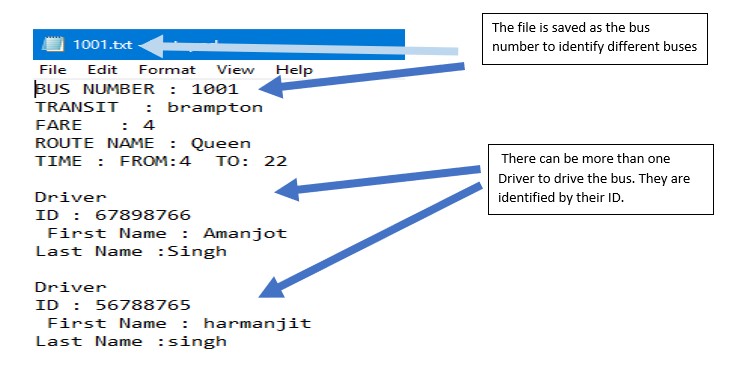 1001.txt
The file is saved as the bus
number to identify different buses
File Edit Format View Help
BUS NUMBER : 1001
TRANSIT : brampton
FARE : 4
ROUTE NAME : Queen
TIME : FROM:4 TO: 22
There can be more than one
Driver to drive the bus. They are
identified by their ID.
Driver
ID : 67898766
First Name : Amanjot
Last Name :Singh
Driver
ID : 56788765
First Name : harmanjit
Last Name :singh